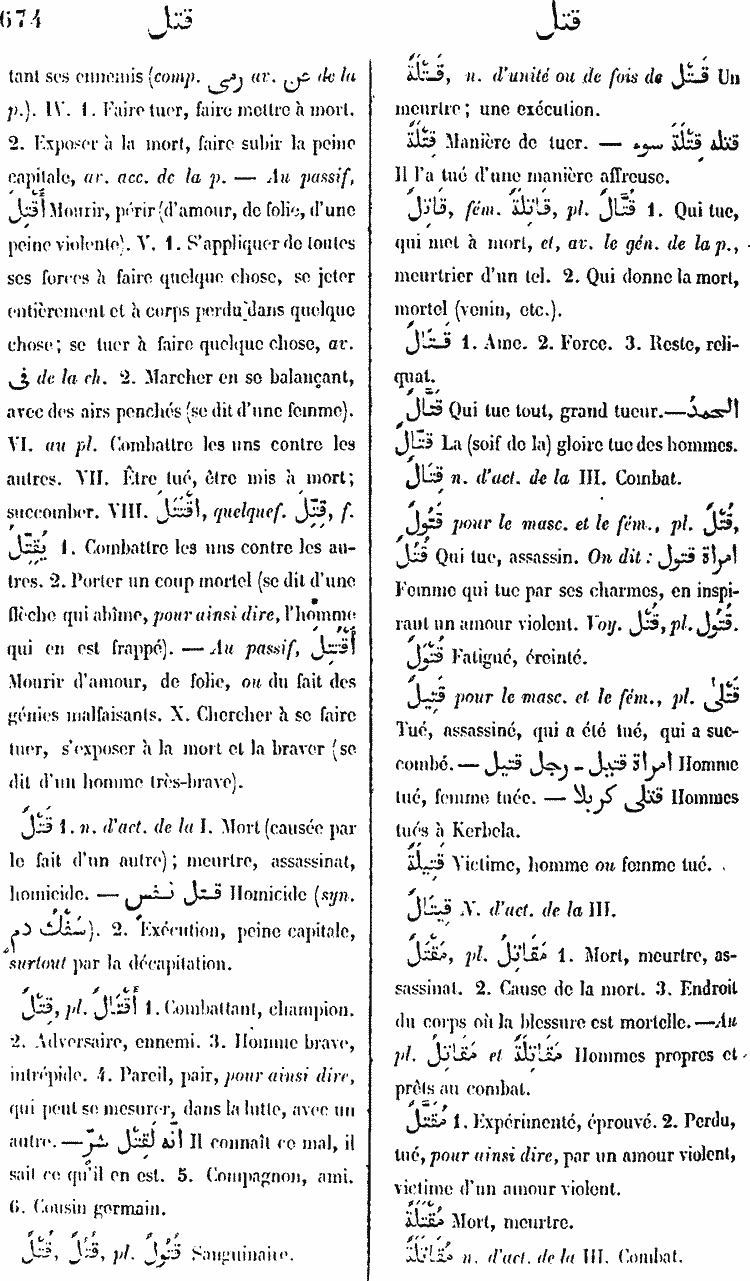 674
قتل
قتل
tant ses ennemis (comp. رمى av. عن de la
p.). IV. 1. Faire tuer, faire mettre à mort.
2. Exposer à la mort, faire subir la peine
capitale, av. acc. de la p. — Au passif,
أُقْتِلَ Mourir, périr (d'amour, de folie, d'une
peine violente). V. 1. S'appliquer de toutes
ses forces à faire quelque chose, se jeter
entièrement et à corps perdu dans quelque
chose; se tuer à faire quelque chose, av.
فى de la ch. 2. Marcher en se balançant,
avec des airs penchés (se dit d'une femme).
VI. au pl. Combattre les uns contre les
autres. VII. Être tué, être mis à mort;
succomber. VIII. اقْتَتَلَ, quelquef. قِتَّلَ, f.
يَقِتِّلُ 1. Combattre les uns contre les au-
tres. 2. Porter un coup mortel (se dit d'une
flèche qui abîme, pour ainsi dire, l'homme
qui en est frappé). — Au passif, أُقْتُتِلَ
Mourir d'amour, de folie, ou du fait des
génies malfaisants. X. Chercher à se faire
tuer, s'exposer à la mort et la braver (se
dit d'un homme très-brave).
قَتْلٌ 1. n. d'act. de la I. Mort (causée par
le fait d'un autre); meurtre, assassinat,
homicide. — قتل نفس Homicide (syn.
سَفْكُ دم). 2. Exécution, peine capitale,
surtout par la décapitation.
قِتْلٌ, pl. أَقْتَالٌ 1. Combattant, champion.
2. Adversaire, ennemi. 3. Homme brave,
intrépide. 4. Pareil, pair, pour ainsi dire,
qui peut se mesurer, dans la lutte, avec un
autre. — أنّه لَقِتْلُ شَرٍّ Il connaît ce mal, il
sait ce qu'il en est. 5. Compagnon, ami.
6. Cousin germain.
قَتْلٌ, قُتْلٌ, pl. قُتُولٌ Sanguinaire.
قَتْلَةٌ, n. d'unité ou de fois de قَتْل Un
meurtre; une exécution.
قِتْلَةٌ Manière de tuer. — قتله قِتْلَةَ سوء
Il l'a tué d'une manière affreuse.
قَاتِلٌ, fém. قَاتِلَةٌ, pl. قُتَّالٌ 1. Qui tue,
qui met à mort, et, av. le gén. de la p.,
meurtrier d'un tel. 2. Qui donne la mort,
mortel (venin, etc.).
قَتَالٌ 1. Ame. 2. Force. 3. Reste, reli-
quat.
قَتَّالٌ Qui tue tout, grand tueur. — الحمدُ
قَتَّالٌ La (soif de la) gloire tue des hommes.
قِتَالٌ n. d'act. de la III. Combat.
قَتُولٌ pour le masc. et le fém., pl. قُتُلٌ,
قُتْلٌ Qui tue, assassin. On dit : امراة قتول
Femme qui tue par ses charmes, en inspi-
rant un amour violent. Voy. قُتْلٌ, pl. قُتُولٌ.
قَتُولٌ Fatigué, éreinté.
قَتِيلٌ pour le masc. et le fém., pl. قَتْلَى
Tué, assassiné, qui a été tué, qui a suc-
combé. — امراة قتيل ـ رجل قتيل Homme
tué, femme tuée. — قتلى كربلا Hommes
tués à Kerbela.
قَتِيلَةٌ Victime, homme ou femme tué.
قِيتَالٌ N. d'act. de la III.
مَقْتَلٌ, pl. مَقَاتِلُ 1. Mort, meurtre, as-
sassinat. 2. Cause de la mort. 3. Endroit
du corps où la blessure est mortelle. — Au
pl. مَقَاتِلُ et مَقَاتِلَةٌ Hommes propres et
prêts au combat.
مُقَتَّلٌ 1. Expérimenté, éprouvé. 2. Perdu,
tué, pour ainsi dire, par un amour violent,
victime d'un amour violent.
مَقْتَلَةٌ Mort, meurtre.
مُقَاتَلَةٌ n. d'act. de la III. Combat.